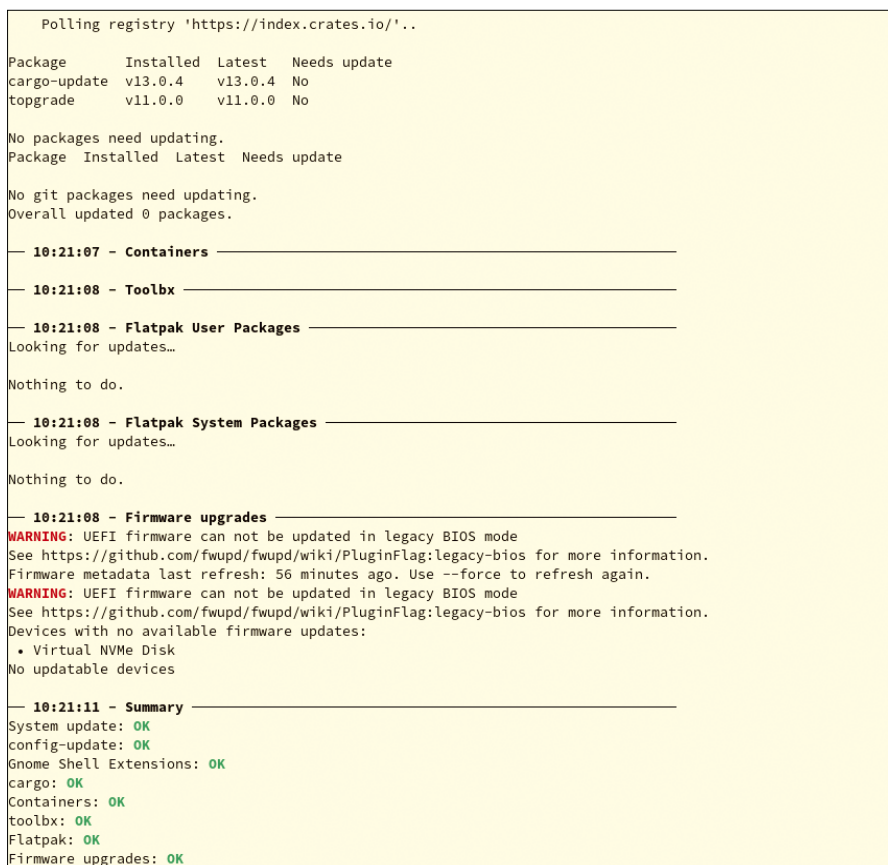 Polling registry 'https://index.crates.io/'..
Package Installed Latest Needs update
cargo-update v13.0.4 v13.0.4 No
topgrade v11.0.0 v11.0.0 No
No packages need updating.
Package Installed Latest Needs update
No git packages need updating.
Overall updated 0 packages.
── 10:21:07 - Containers ──────────────────────────────
── 10:21:08 - Toolbx ──────────────────────────────
── 10:21:08 - Flatpak User Packages ──────────────────────────────
Looking for updates…
Nothing to do.
── 10:21:08 - Flatpak System Packages ──────────────────────────────
Looking for updates…
Nothing to do.
── 10:21:08 - Firmware upgrades ──────────────────────────────
WARNING: UEFI firmware can not be updated in legacy BIOS mode
See https://github.com/fwupd/fwupd/wiki/PluginFlag:legacy-bios for more information.
Firmware metadata last refresh: 56 minutes ago. Use --force to refresh again.
WARNING: UEFI firmware can not be updated in legacy BIOS mode
See https://github.com/fwupd/fwupd/wiki/PluginFlag:legacy-bios for more information.
Devices with no available firmware updates:
• Virtual NVMe Disk
No updatable devices
── 10:21:11 - Summary ──────────────────────────────
System update: OK
config-update: OK
Gnome Shell Extensions: OK
cargo: OK
Containers: OK
toolbx: OK
Flatpak: OK
Firmware upgrades: OK